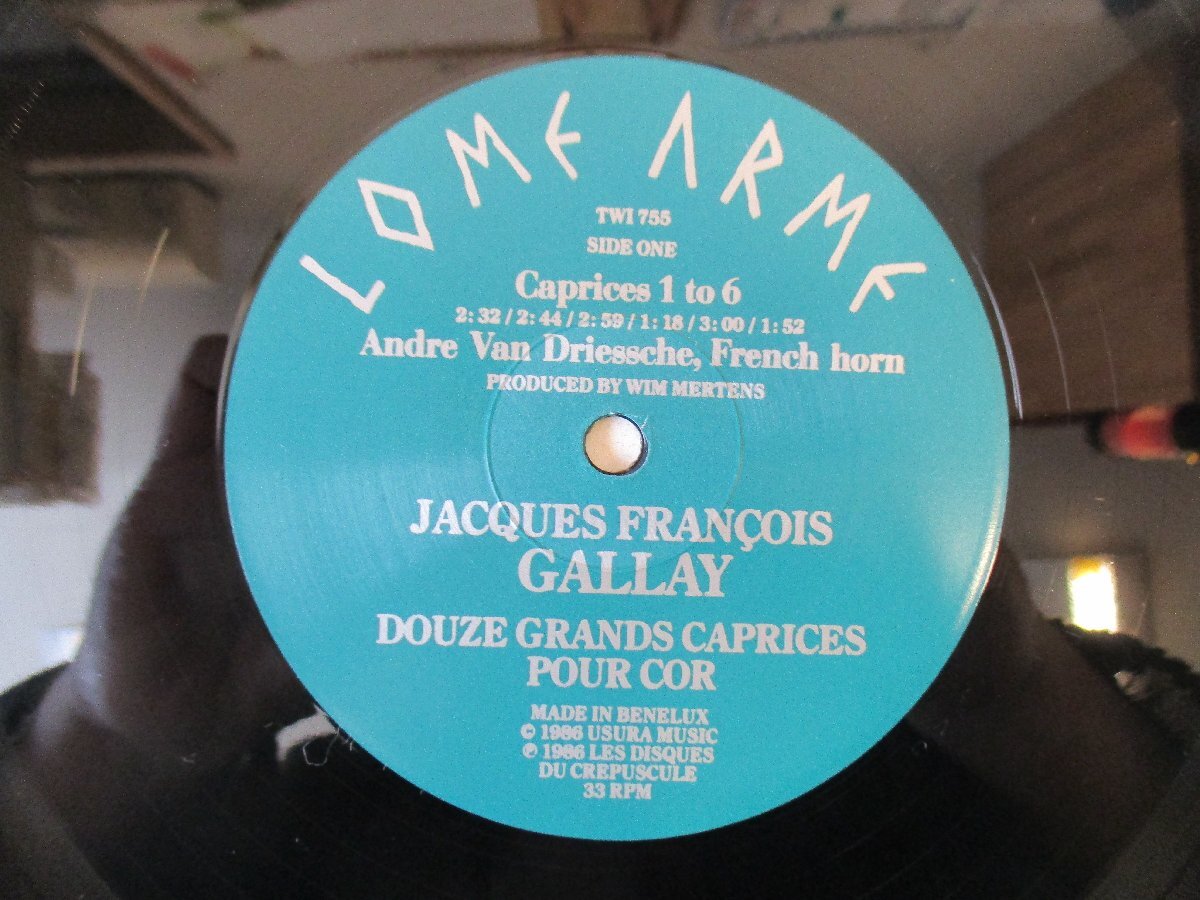 LOME ARME
TWI 755
SIDE ONE
Caprices 1 to 6
2:32 / 2:44 / 2:59 / 1:18 / 3:00 / 1:52
Andre Van Driessche, French horn
PRODUCED BY WIM MERTENS
JACQUES FRANÇOIS
GALLAY
DOUZE GRANDS CAPRICES
POUR COR
MADE IN BENELUX
© 1986 USURA MUSIC
℗ 1986 LES DISQUES
DU CREPUSCULE
33 RPM